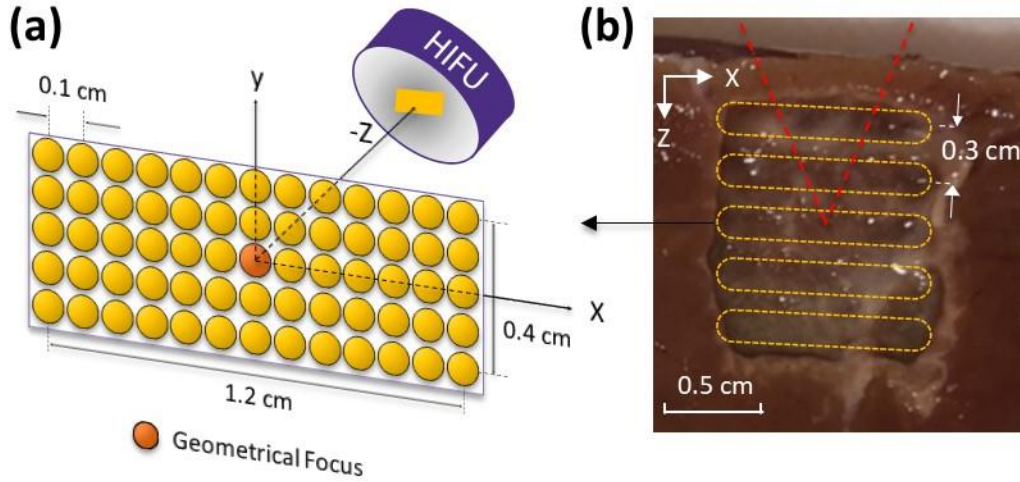 (a)
HIFU
0.1 cm
y
-Z
X
0.4 cm
1.2 cm
Geometrical Focus
(b)
X
Z
0.3 cm
0.5 cm